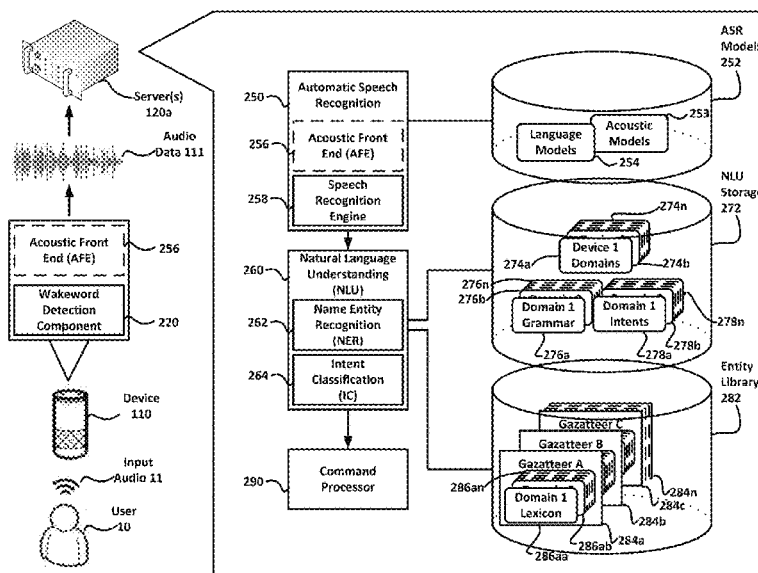 Server(s)
120a
Audio
Data 111
Acoustic Front
End (AFE)
256
Wakeword
Detection
Component
220
Device
110
Input
Audio 11
User
10
250
Automatic Speech
Recognition
256
Acoustic Front
End (AFE)
258
Speech
Recognition
Engine
260
Natural Language
Understanding
(NLU)
262
Name Entity
Recognition
(NER)
264
Intent
Classification
(IC)
290
Command
Processor
ASR
Models
252
253
Language
Models
Acoustic
Models
254
NLU
Storage
272
274n
274a
Device 1
Domains
274b
276n
276b
Domain 1
Grammar
Domain 1
Intents
278n
276a
278a
278b
Entity
Library
282
Gazatteer C
Gazatteer B
Gazatteer A
286an
Domain 1
Lexicon
284n
284c
284b
284a
286ab
286aa